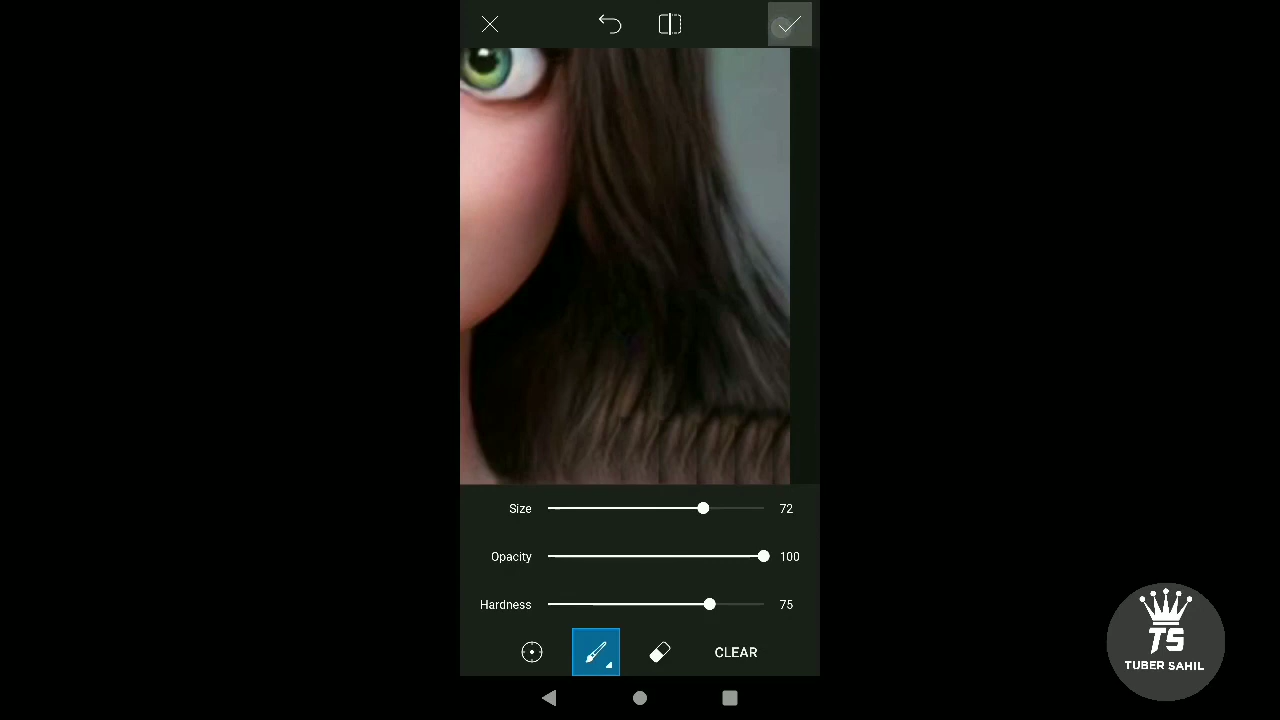 Size 72
Opacity 100
Hardness 75
CLEAR
TS
TUBER SAHIL